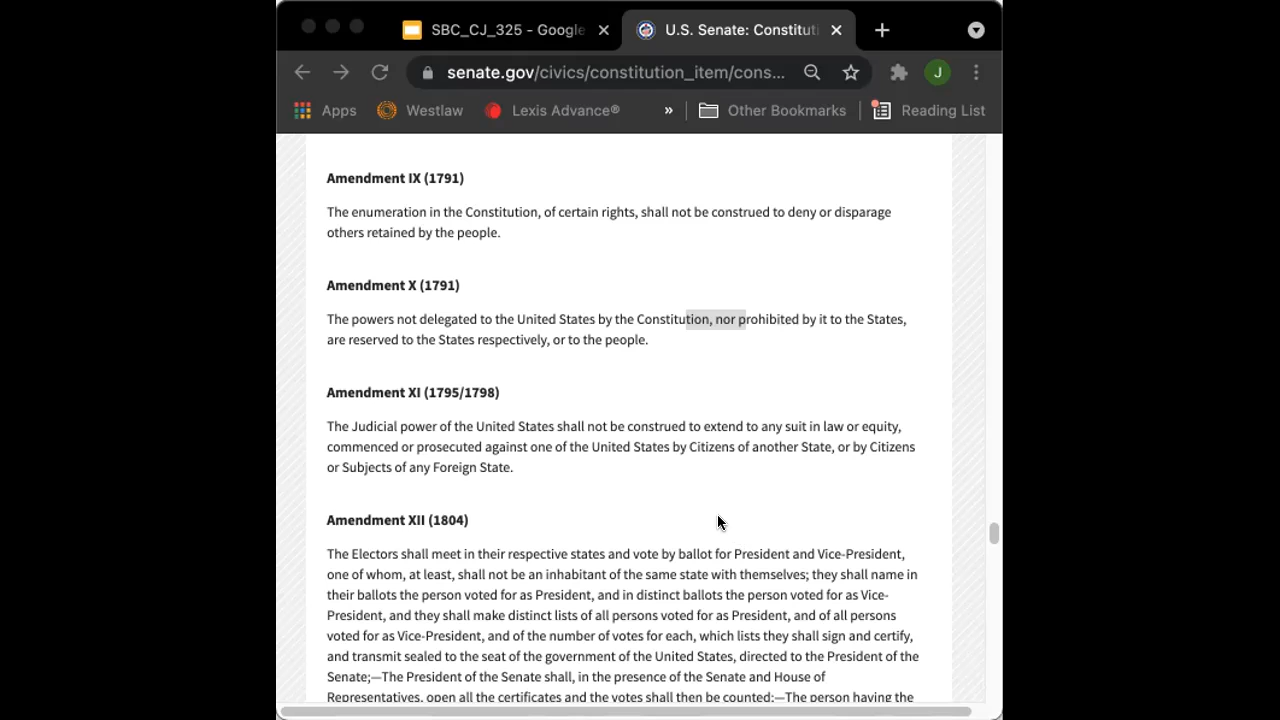 SBC_CJ_325 - Google
U.S. Senate: Constituti
senate.gov/civics/constitution_item/cons...
J
Apps
Westlaw
Lexis Advance®
»
Other Bookmarks
Reading List
Amendment IX (1791)
The enumeration in the Constitution, of certain rights, shall not be construed to deny or disparage
others retained by the people.
Amendment X (1791)
The powers not delegated to the United States by the Constitution, nor prohibited by it to the States,
are reserved to the States respectively, or to the people.
Amendment XI (1795/1798)
The Judicial power of the United States shall not be construed to extend to any suit in law or equity,
commenced or prosecuted against one of the United States by Citizens of another State, or by Citizens
or Subjects of any Foreign State.
Amendment XII (1804)
The Electors shall meet in their respective states and vote by ballot for President and Vice-President,
one of whom, at least, shall not be an inhabitant of the same state with themselves; they shall name in
their ballots the person voted for as President, and in distinct ballots the person voted for as Vice-
President, and they shall make distinct lists of all persons voted for as President, and of all persons
voted for as Vice-President, and of the number of votes for each, which lists they shall sign and certify,
and transmit sealed to the seat of the government of the United States, directed to the President of the
Senate;—The President of the Senate shall, in the presence of the Senate and House of
Representatives, open all the certificates and the votes shall then be counted;—The person having the